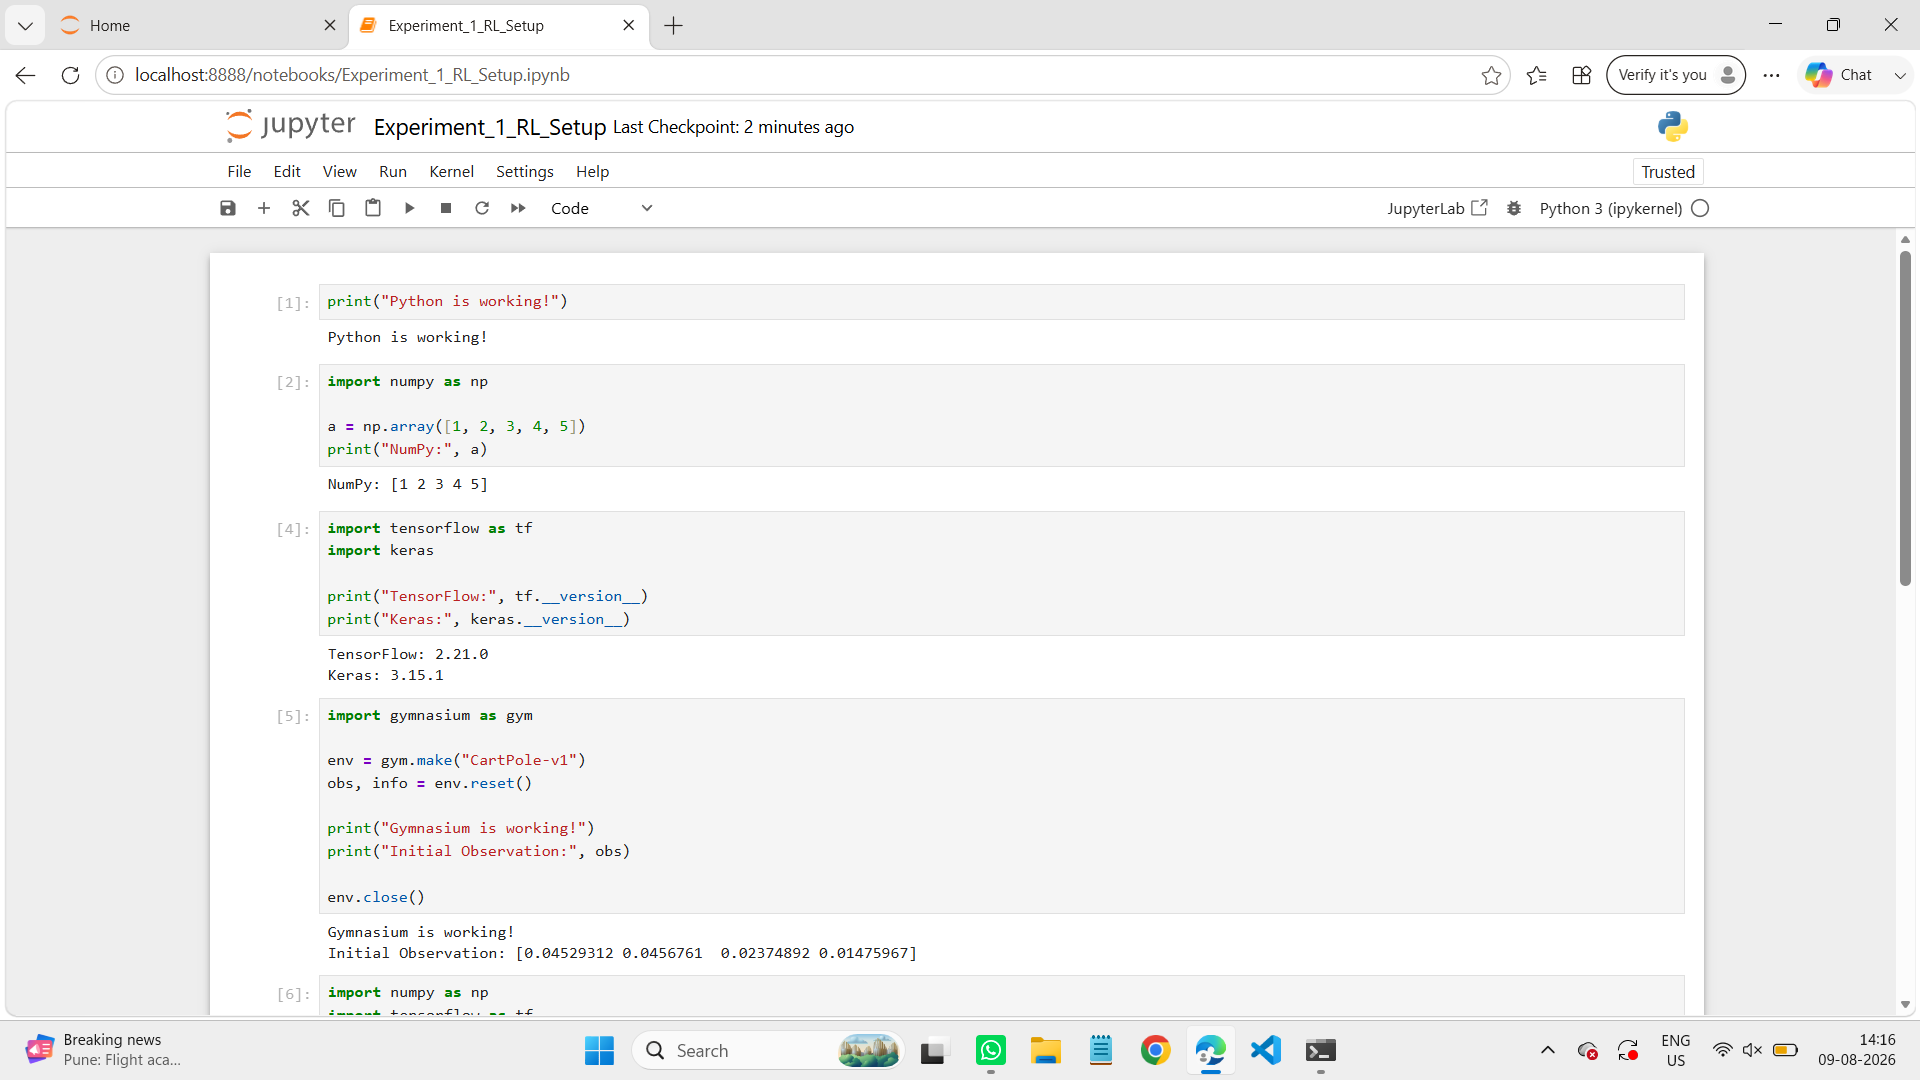 Home
Experiment_1_RL_Setup
localhost:8888/notebooks/Experiment_1_RL_Setup.ipynb
Verify it's you
Chat
jupyter
Experiment_1_RL_Setup Last Checkpoint: 2 minutes ago
File Edit View Run Kernel Settings Help
Trusted
Code
JupyterLab
Python 3 (ipykernel)
[1]:
print("Python is working!")
Python is working!
[2]:
import numpy as np
a = np.array([1, 2, 3, 4, 5])
print("NumPy:", a)
NumPy: [1 2 3 4 5]
[4]:
import tensorflow as tf
import keras
print("TensorFlow:", tf.__version__)
print("Keras:", keras.__version__)
TensorFlow: 2.21.0
Keras: 3.15.1
[5]:
import gymnasium as gym
env = gym.make("CartPole-v1")
obs, info = env.reset()
print("Gymnasium is working!")
print("Initial Observation:", obs)
env.close()
Gymnasium is working!
Initial Observation: [0.04529312 0.0456761  0.02374892 0.01475967]
[6]:
import numpy as np
import tensorflow as tf
Breaking news
Pune: Flight aca...
Search
ENG
US
14:16
09-08-2026